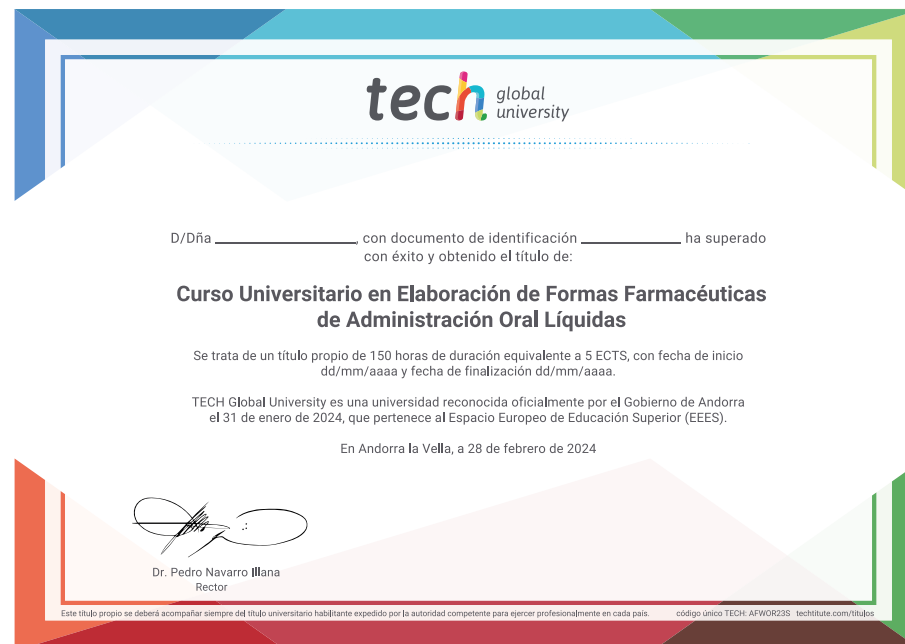 tech global
university
D/Dña ______________, con documento de identificación ______________ ha superado
con éxito y obtenido el título de:
Curso Universitario en Elaboración de Formas Farmacéuticas
de Administración Oral Líquidas
Se trata de un título propio de 150 horas de duración equivalente a 5 ECTS, con fecha de inicio
dd/mm/aaaa y fecha de finalización dd/mm/aaaa.
TECH Global University es una universidad reconocida oficialmente por el Gobierno de Andorra
el 31 de enero de 2024, que pertenece al Espacio Europeo de Educación Superior (EEES).
En Andorra la Vella, a 28 de febrero de 2024
Dr. Pedro Navarro Illana
Rector
Este título propio se deberá acompañar siempre del título universitario habilitante expedido por la autoridad competente para ejercer profesionalmente en cada país. código único TECH: AFWOR23S techtitute.com/titulos